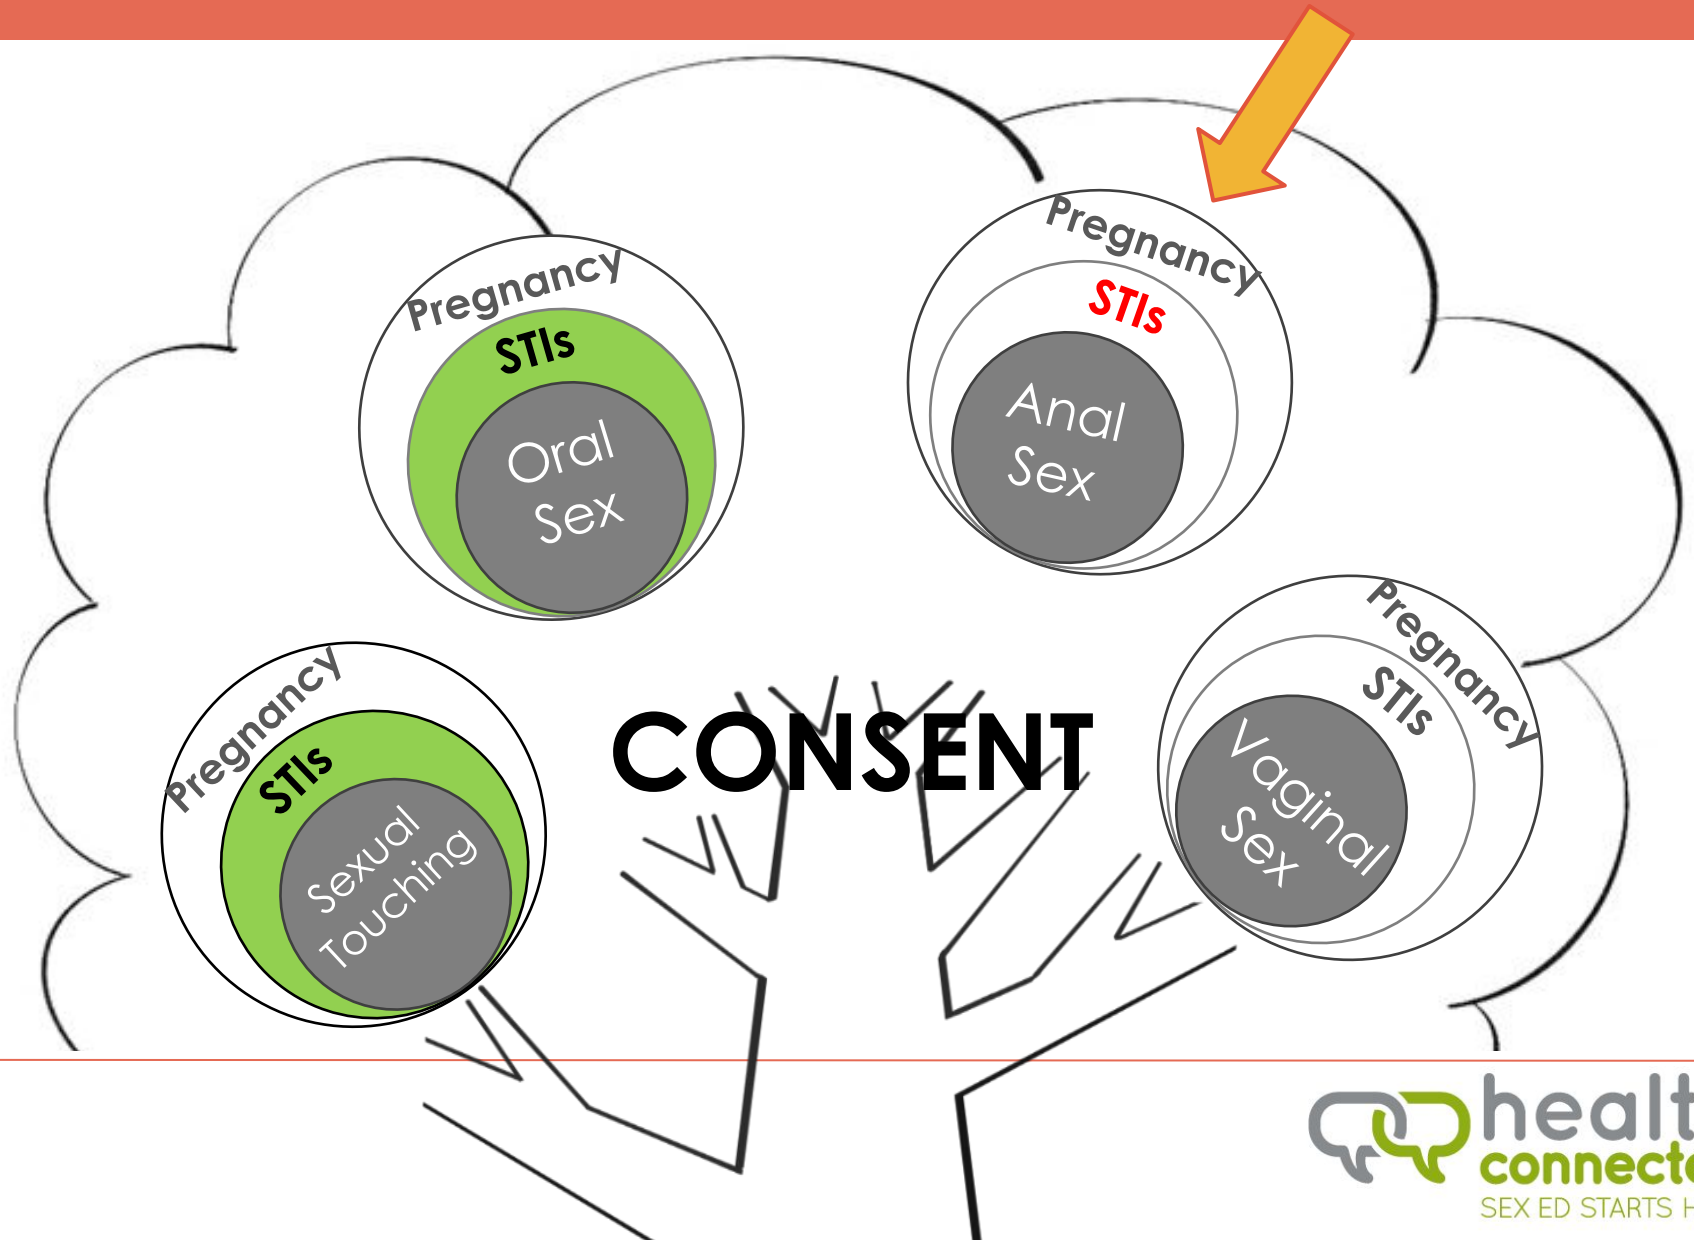 Pregnancy
STIs
Oral
Sex
Pregnancy
STIs
Anal
Sex
Pregnancy
STIs
Sexual
Touching
CONSENT
Pregnancy
STIs
Vaginal
Sex
healt
connecte
SEX ED STARTS H